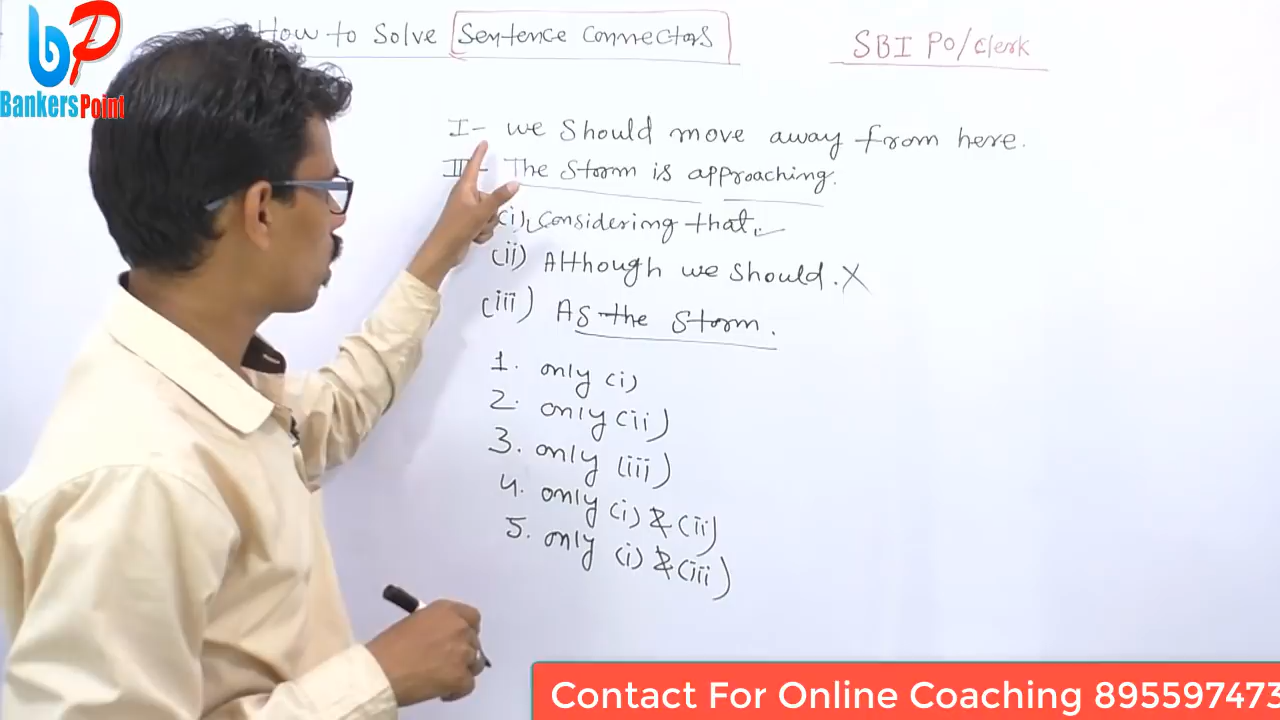 How to Solve Sentence Connectors
SBI PO/Clerk
BankersPoint
I- we Should move away from here.
II- The Storm is approaching.
(i) Considering that
(ii) Although we should. X
(iii) As the Storm.
1. only (i)
2. only (ii)
3. only (iii)
4. only (i) & (ii)
5. only (i) & (iii)
Contact For Online Coaching 895597473